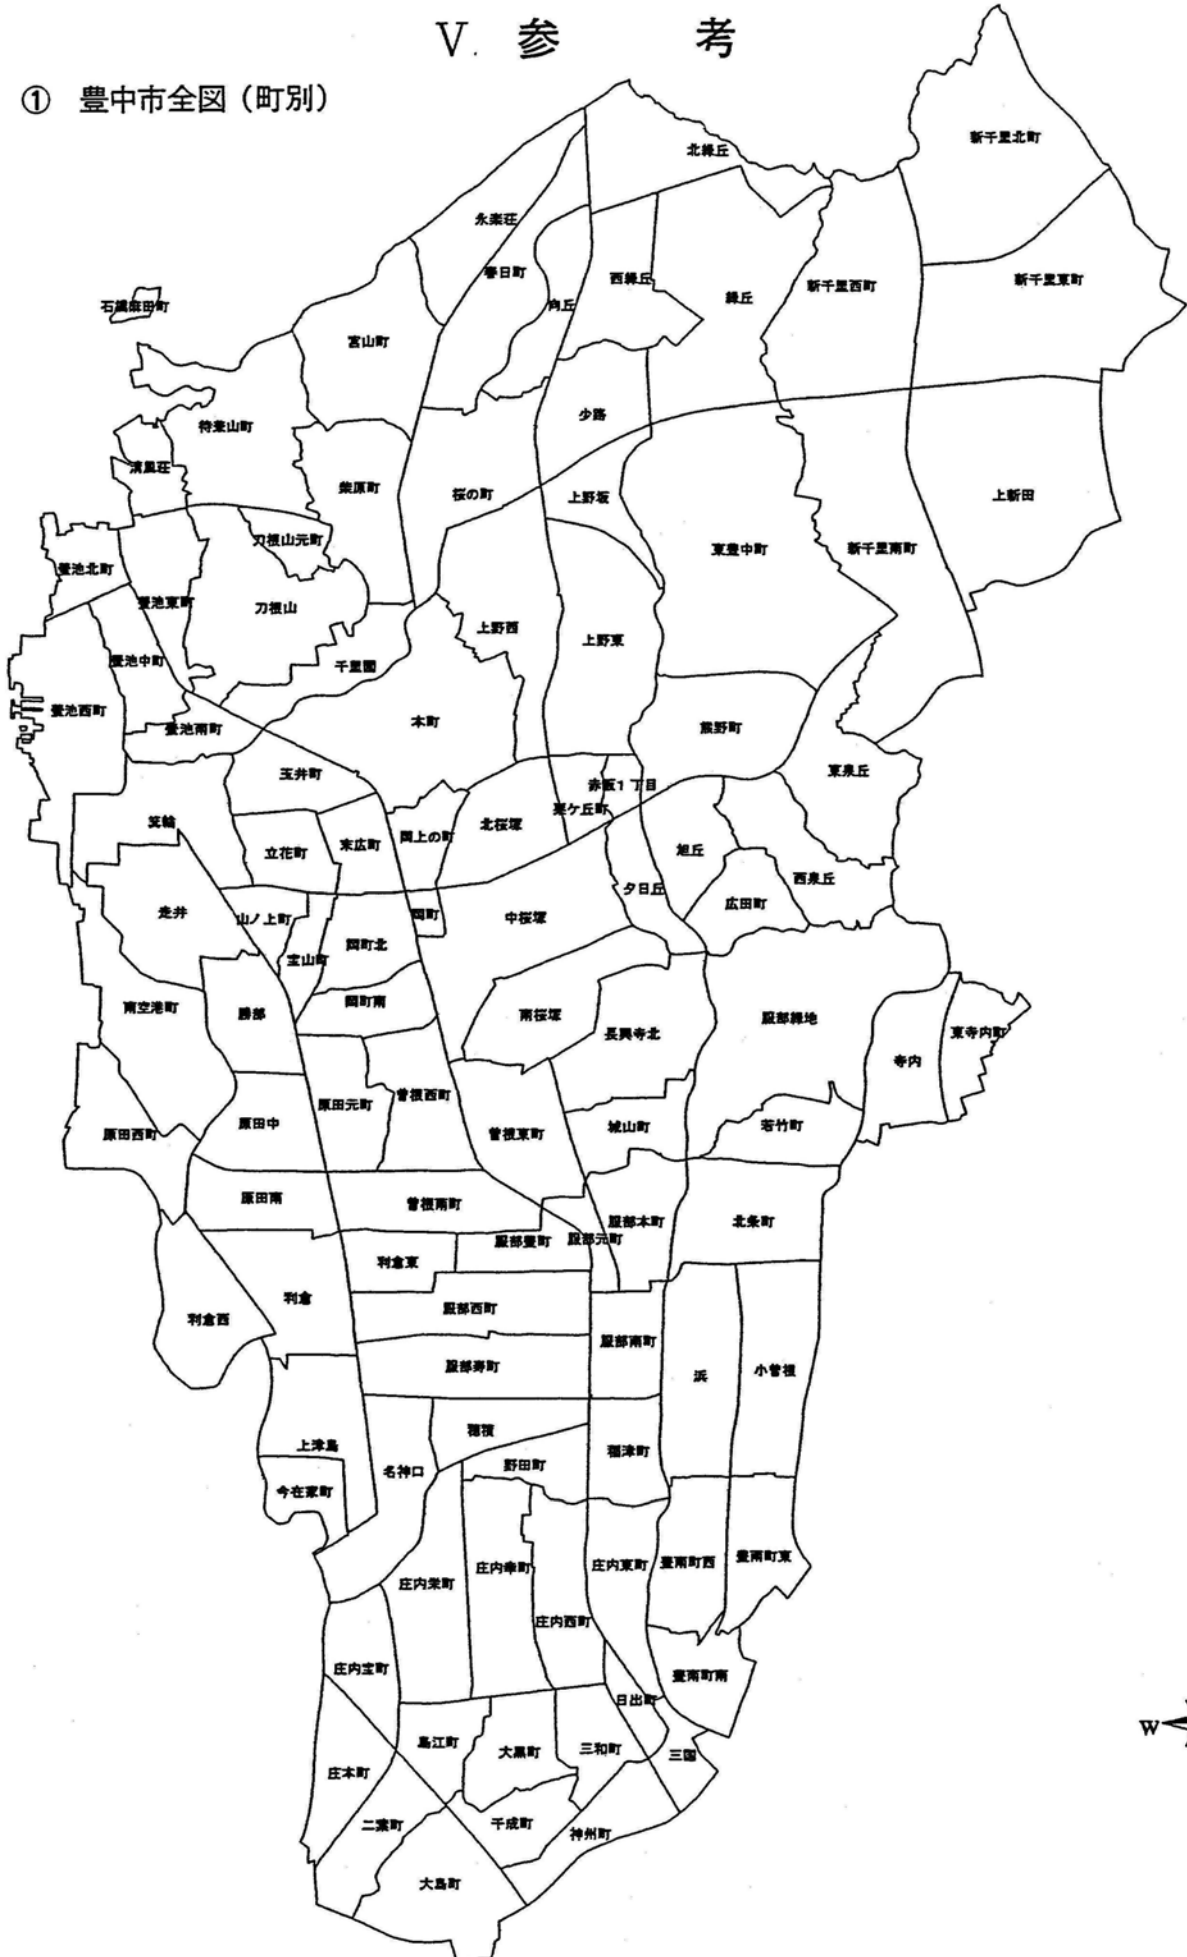 V. 参 考
① 豊中市全図（町別）
新千里北町
北緑丘
永楽荘
春日町
西緑丘
向丘
緑丘
新千里西町
新千里東町
石橋麻田町
宮山町
少路
待兼山町
清風荘
柴原町
桜の町
上野坂
上新田
刀根山元町
東豊中町
新千里南町
蛍池北町
蛍池東町
刀根山
上野西
上野東
蛍池中町
千里園
蛍池西町
蛍池南町
本町
熊野町
玉井町
赤阪1丁目
東泉丘
栗ケ丘町
箕輪
立花町
末広町
岡上の町
北桜塚
旭丘
夕日丘
西泉丘
広田町
走井
山ノ上町
岡町
中桜塚
宝山町
岡町北
南空港町
勝部
岡町南
南桜塚
長興寺北
服部緑地
東寺内町
寺内
原田元町
曽根西町
原田西町
原田中
曽根東町
城山町
若竹町
原田南
曽根南町
服部本町
北条町
服部豊町
服部元町
利倉東
利倉
服部西町
利倉西
服部南町
服部寿町
浜
小曽根
穂積
上津島
名神口
野田町
稲津町
今在家町
庄内栄町
庄内幸町
庄内東町
豊南町西
豊南町東
庄内西町
庄内宝町
豊南町南
日出町
島江町
大黒町
三和町
三国
庄本町
二葉町
千成町
神州町
大島町
W